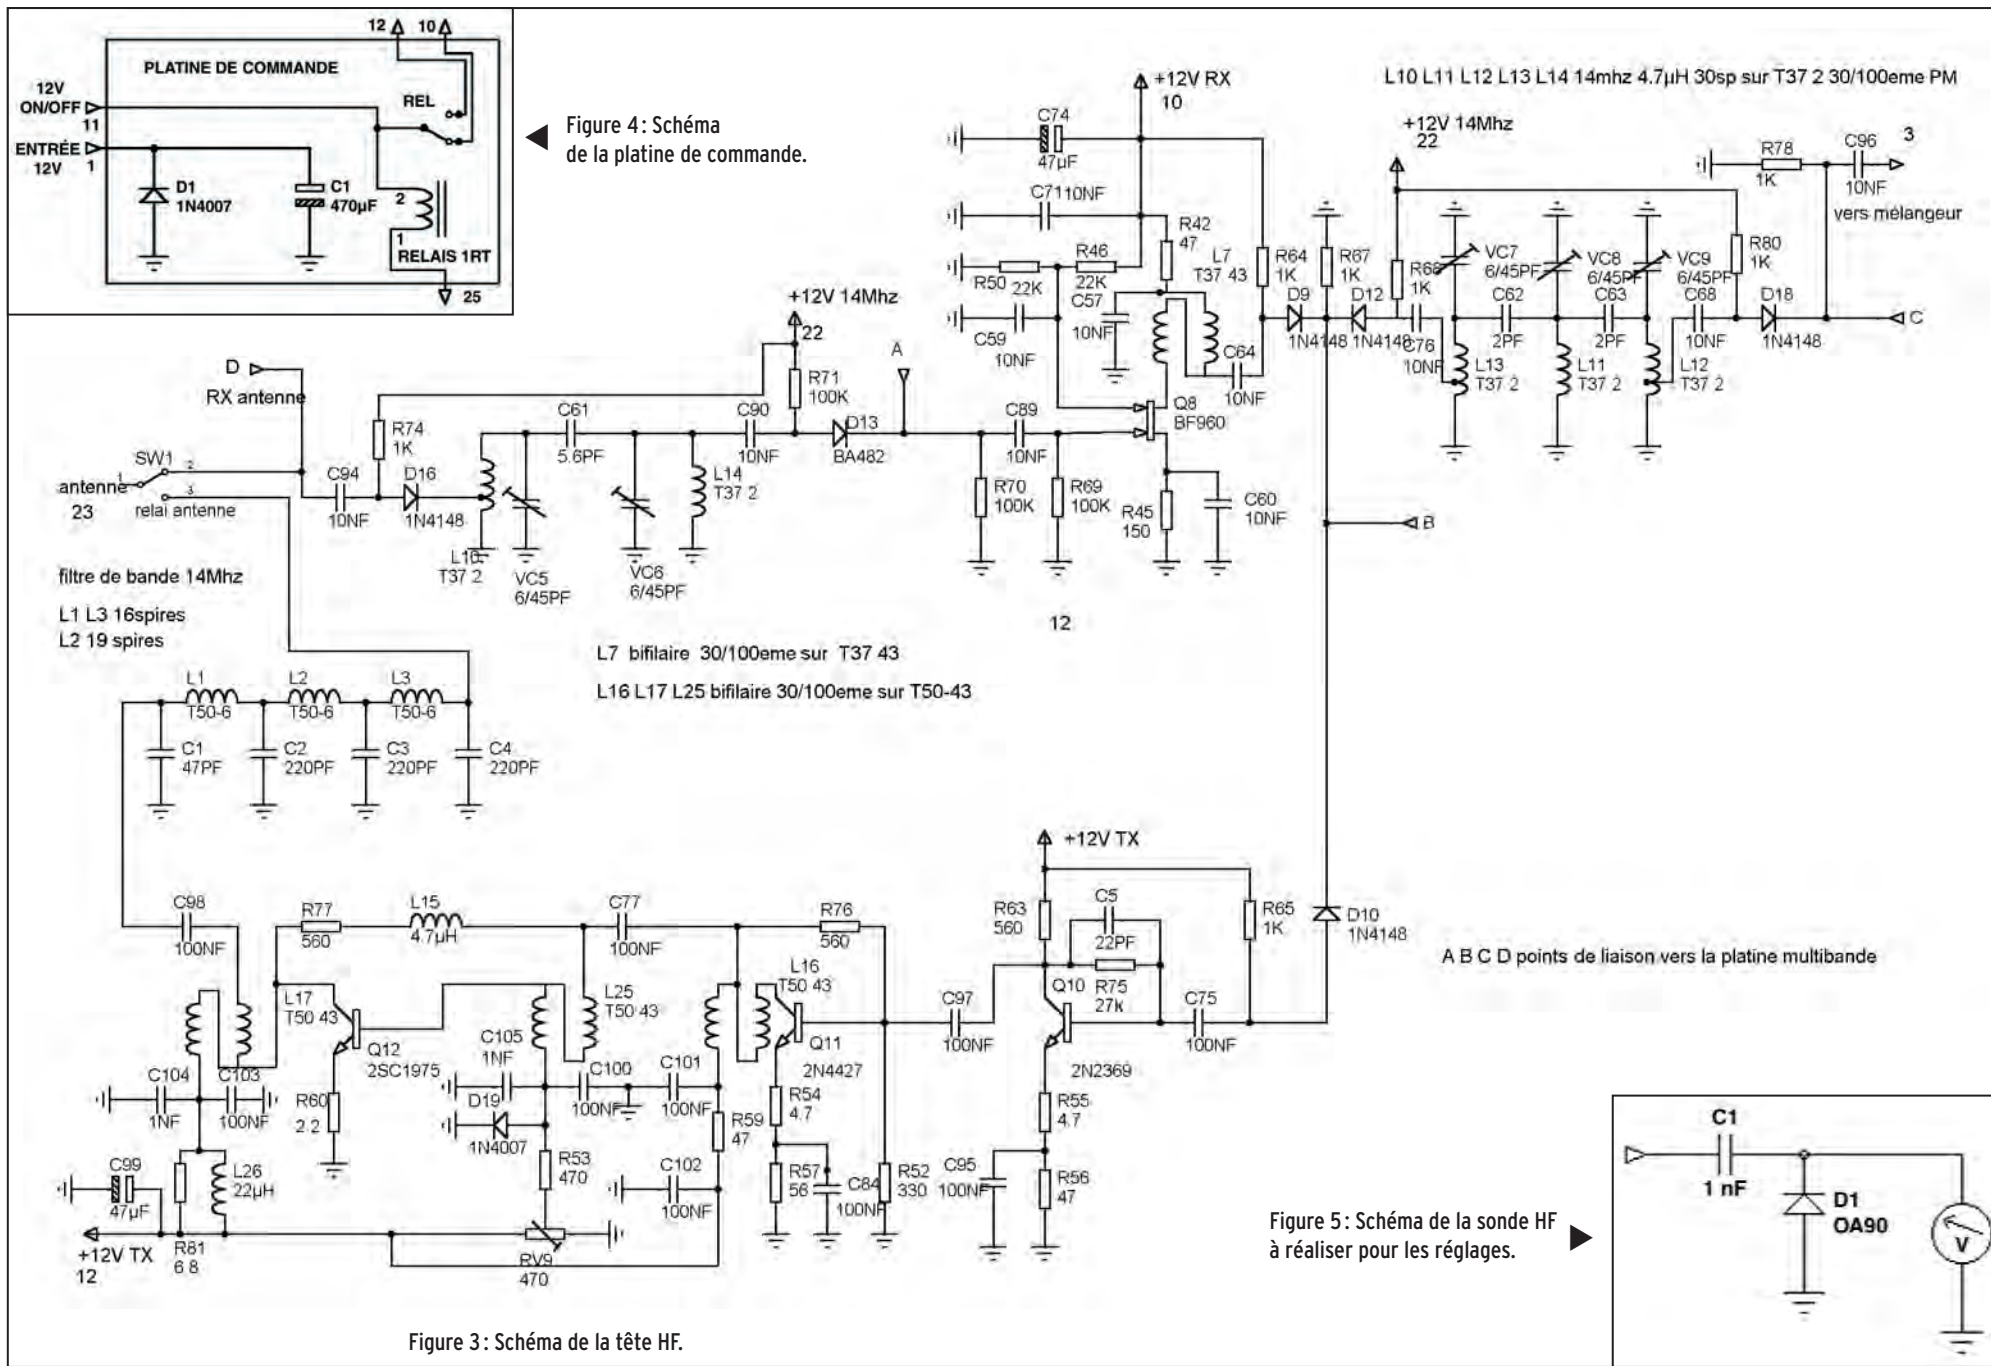 12
10
PLATINE DE COMMANDE
12V
ON/OFF
11
REL
ENTRÉE
12V
1
D1
1N4007
C1
470µF
2
1
RELAIS 1RT
25
Figure 4 : Schéma
de la platine de commande.
+12V RX
10
C74
47µF
C71
10NF
R42
47
R46
22K
R50
22K
L7
T37 43
C57
10NF
C59
10NF
R64
1K
D9
1N4148
R67
1K
D12
1N4148
C64
10NF
Q8
BF960
L10 L11 L12 L13 L14 14mhz 4.7µH 30sp sur T37 2 30/100eme PM
+12V 14Mhz
22
R78
1K
C96
10NF
3
vers mélangeur
R68
1K
VC7
6/45PF
VC8
6/45PF
VC9
6/45PF
R80
1K
C62
2PF
C63
2PF
C68
10NF
D18
1N4148
C
C76
10NF
L13
T37 2
L11
T37 2
L12
T37 2
+12V 14Mhz
22
D
RX antenne
R71
100K
A
R74
1K
C61
5.6PF
C90
10NF
D13
BA482
C89
10NF
SW1
1
2
3
antenne
23
relai antenne
C94
10NF
D16
1N4148
L14
T37 2
R70
100K
R69
100K
R45
150
C60
10NF
B
L10
T37 2
VC5
6/45PF
VC6
6/45PF
filtre de bande 14Mhz
L1 L3 16spires
L2 19 spires
12
L7 bifilaire 30/100eme sur T37 43
L16 L17 L25 bifilaire 30/100eme sur T50-43
L1
T50-6
L2
T50-6
L3
T50-6
C1
47PF
C2
220PF
C3
220PF
C4
220PF
+12V TX
C98
100NF
R77
560
L15
4.7µH
C77
100NF
R76
560
R63
560
C5
22PF
R65
1K
D10
1N4148
A B C D points de liaison vers la platine multibande
L17
T50 43
L25
T50 43
L16
T50 43
C97
100NF
Q10
R75
27k
C75
100NF
Q12
2SC1975
C105
1NF
Q11
2N4427
2N2369
C104
1NF
C103
100NF
R60
2.2
D19
1N4007
C100
100NF
C101
100NF
R59
47
R54
4.7
R55
4.7
C99
47µF
L26
22µH
R53
470
C102
100NF
R57
56
C84
100NF
R52
330
C95
100NF
R56
47
+12V TX
12
R81
6 8
RV9
470
Figure 3 : Schéma de la tête HF.
Figure 5 : Schéma de la sonde HF
à réaliser pour les réglages.
C1
1 nF
D1
OA90
V